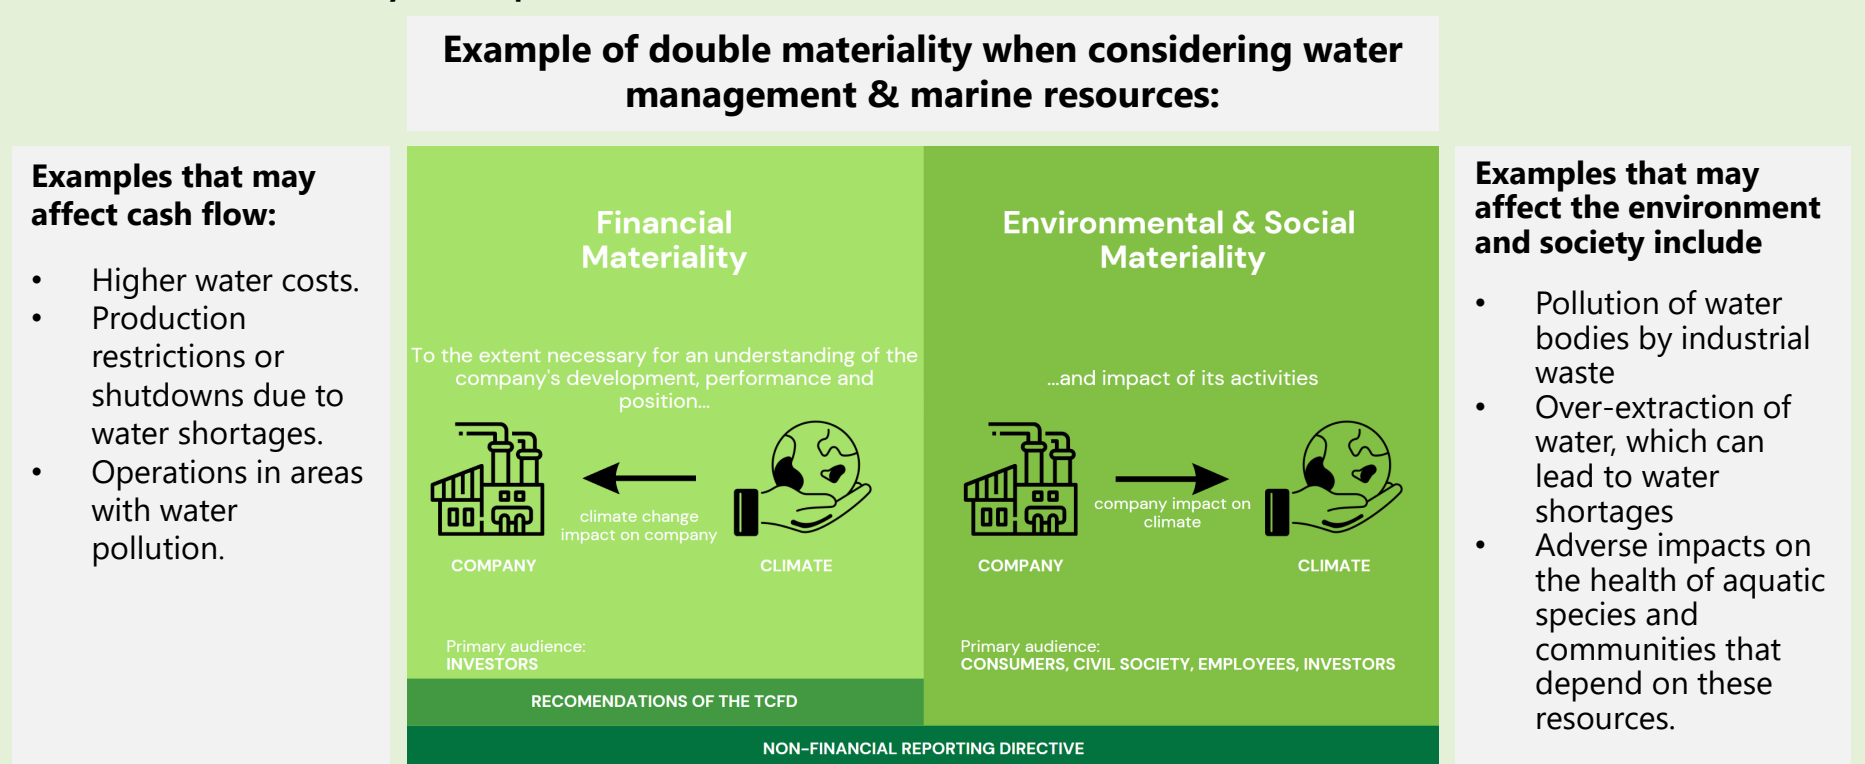 Example of double materiality when considering water
management & marine resources:
Examples that may
affect cash flow:
• Higher water costs.
• Production
restrictions or
shutdowns due to
water shortages.
• Operations in areas
with water
pollution.
Financial
Materiality
To the extent necessary for an understanding of the
company's development, performance and
position...
climate change
impact on company
COMPANY
CLIMATE
Primary audience:
INVESTORS
RECOMENDATIONS OF THE TCFD
Environmental & Social
Materiality
...and impact of its activities
company impact on
climate
COMPANY
CLIMATE
Primary audience:
CONSUMERS, CIVIL SOCIETY, EMPLOYEES, INVESTORS
NON-FINANCIAL REPORTING DIRECTIVE
Examples that may
affect the environment
and society include
• Pollution of water
bodies by industrial
waste
• Over-extraction of
water, which can
lead to water
shortages
• Adverse impacts on
the health of aquatic
species and
communities that
depend on these
resources.